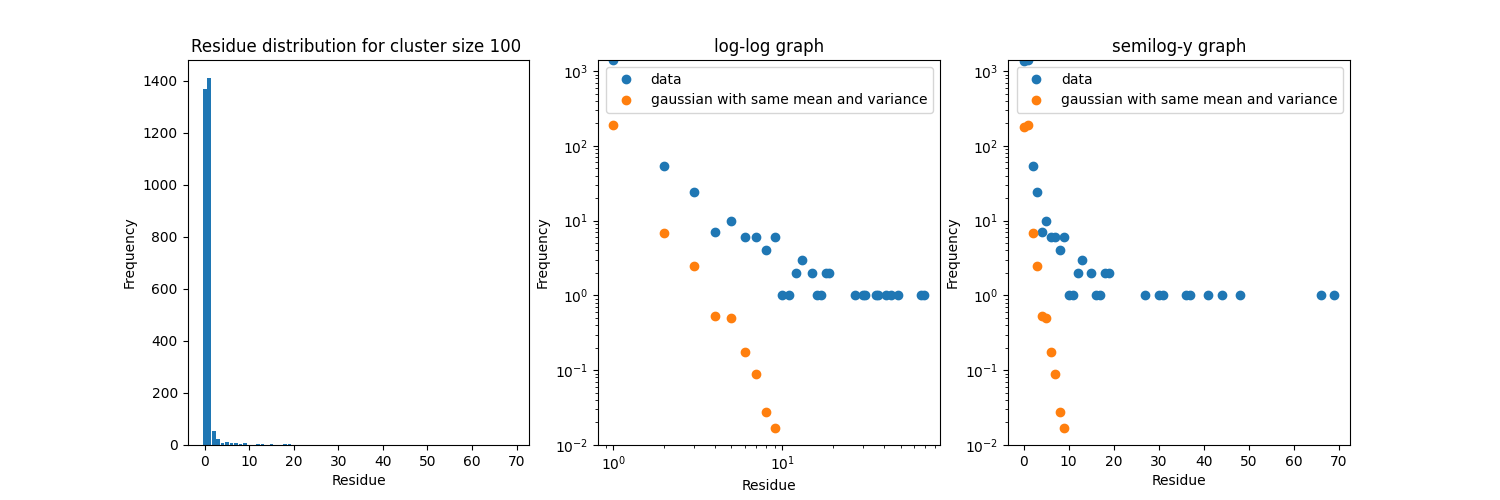 Residue distribution for cluster size 100
1400
1200
1000
800
600
400
200
0
Frequency
0 10 20 30 40 50 60 70
Residue
log-log graph
data
gaussian with same mean and variance
10³
10²
10¹
10⁰
10⁻¹
10⁻²
Frequency
10⁰ 10¹
Residue
semilog-y graph
data
gaussian with same mean and variance
10³
10²
10¹
10⁰
10⁻¹
10⁻²
Frequency
0 10 20 30 40 50 60 70
Residue